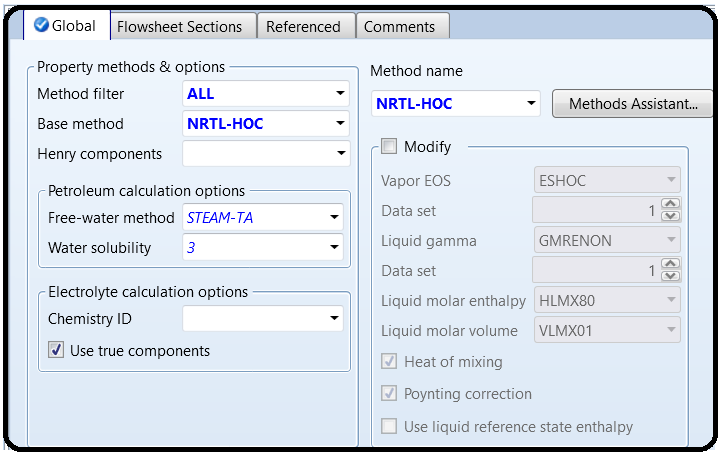 Global
Flowsheet Sections
Referenced
Comments
Property methods & options
Method filter ALL
Base method NRTL-HOC
Henry components
Petroleum calculation options
Free-water method STEAM-TA
Water solubility 3
Electrolyte calculation options
Chemistry ID
Use true components
Method name
NRTL-HOC Methods Assistant...
Modify
Vapor EOS ESHOC
Data set 1
Liquid gamma GMRENON
Data set 1
Liquid molar enthalpy HLMX80
Liquid molar volume VLMX01
Heat of mixing
Poynting correction
Use liquid reference state enthalpy